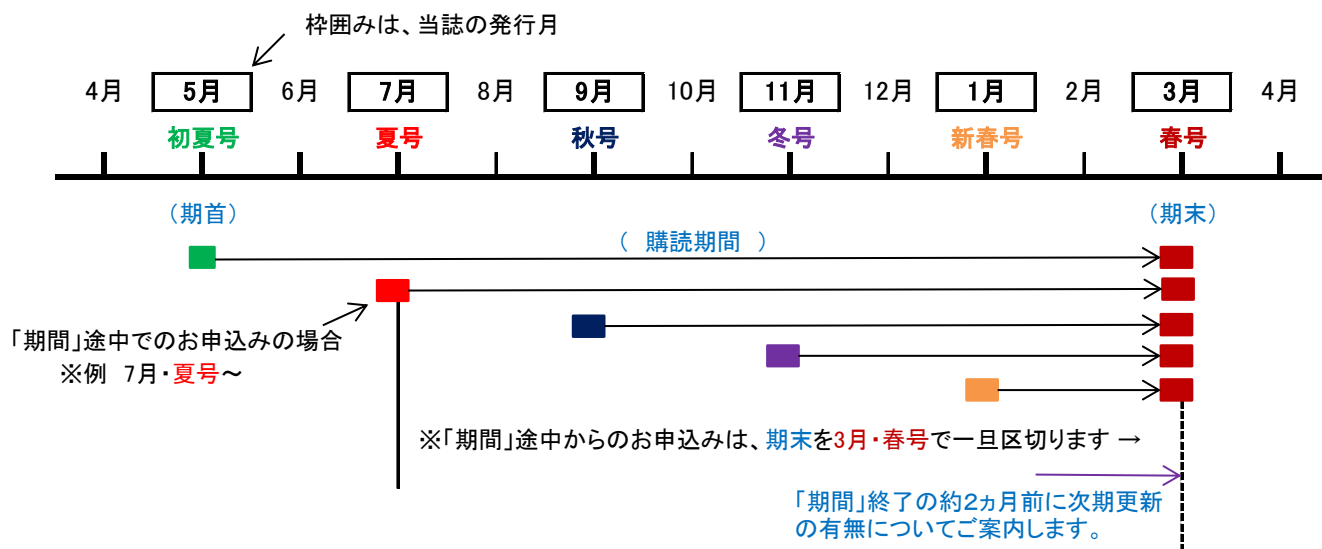 枠囲みは、当誌の発行月
4月 5月 6月 7月 8月 9月 10月 11月 12月 1月 2月 3月 4月
初夏号 夏号 秋号 冬号 新春号 春号
（期首） （期末）
（ 購読期間 ）
「期間」途中でのお申込みの場合
※例 7月・夏号～
※「期間」途中からのお申込みは、期末を3月・春号で一旦区切ります →
「期間」終了の約2ヵ月前に次期更新
の有無についてご案内します。